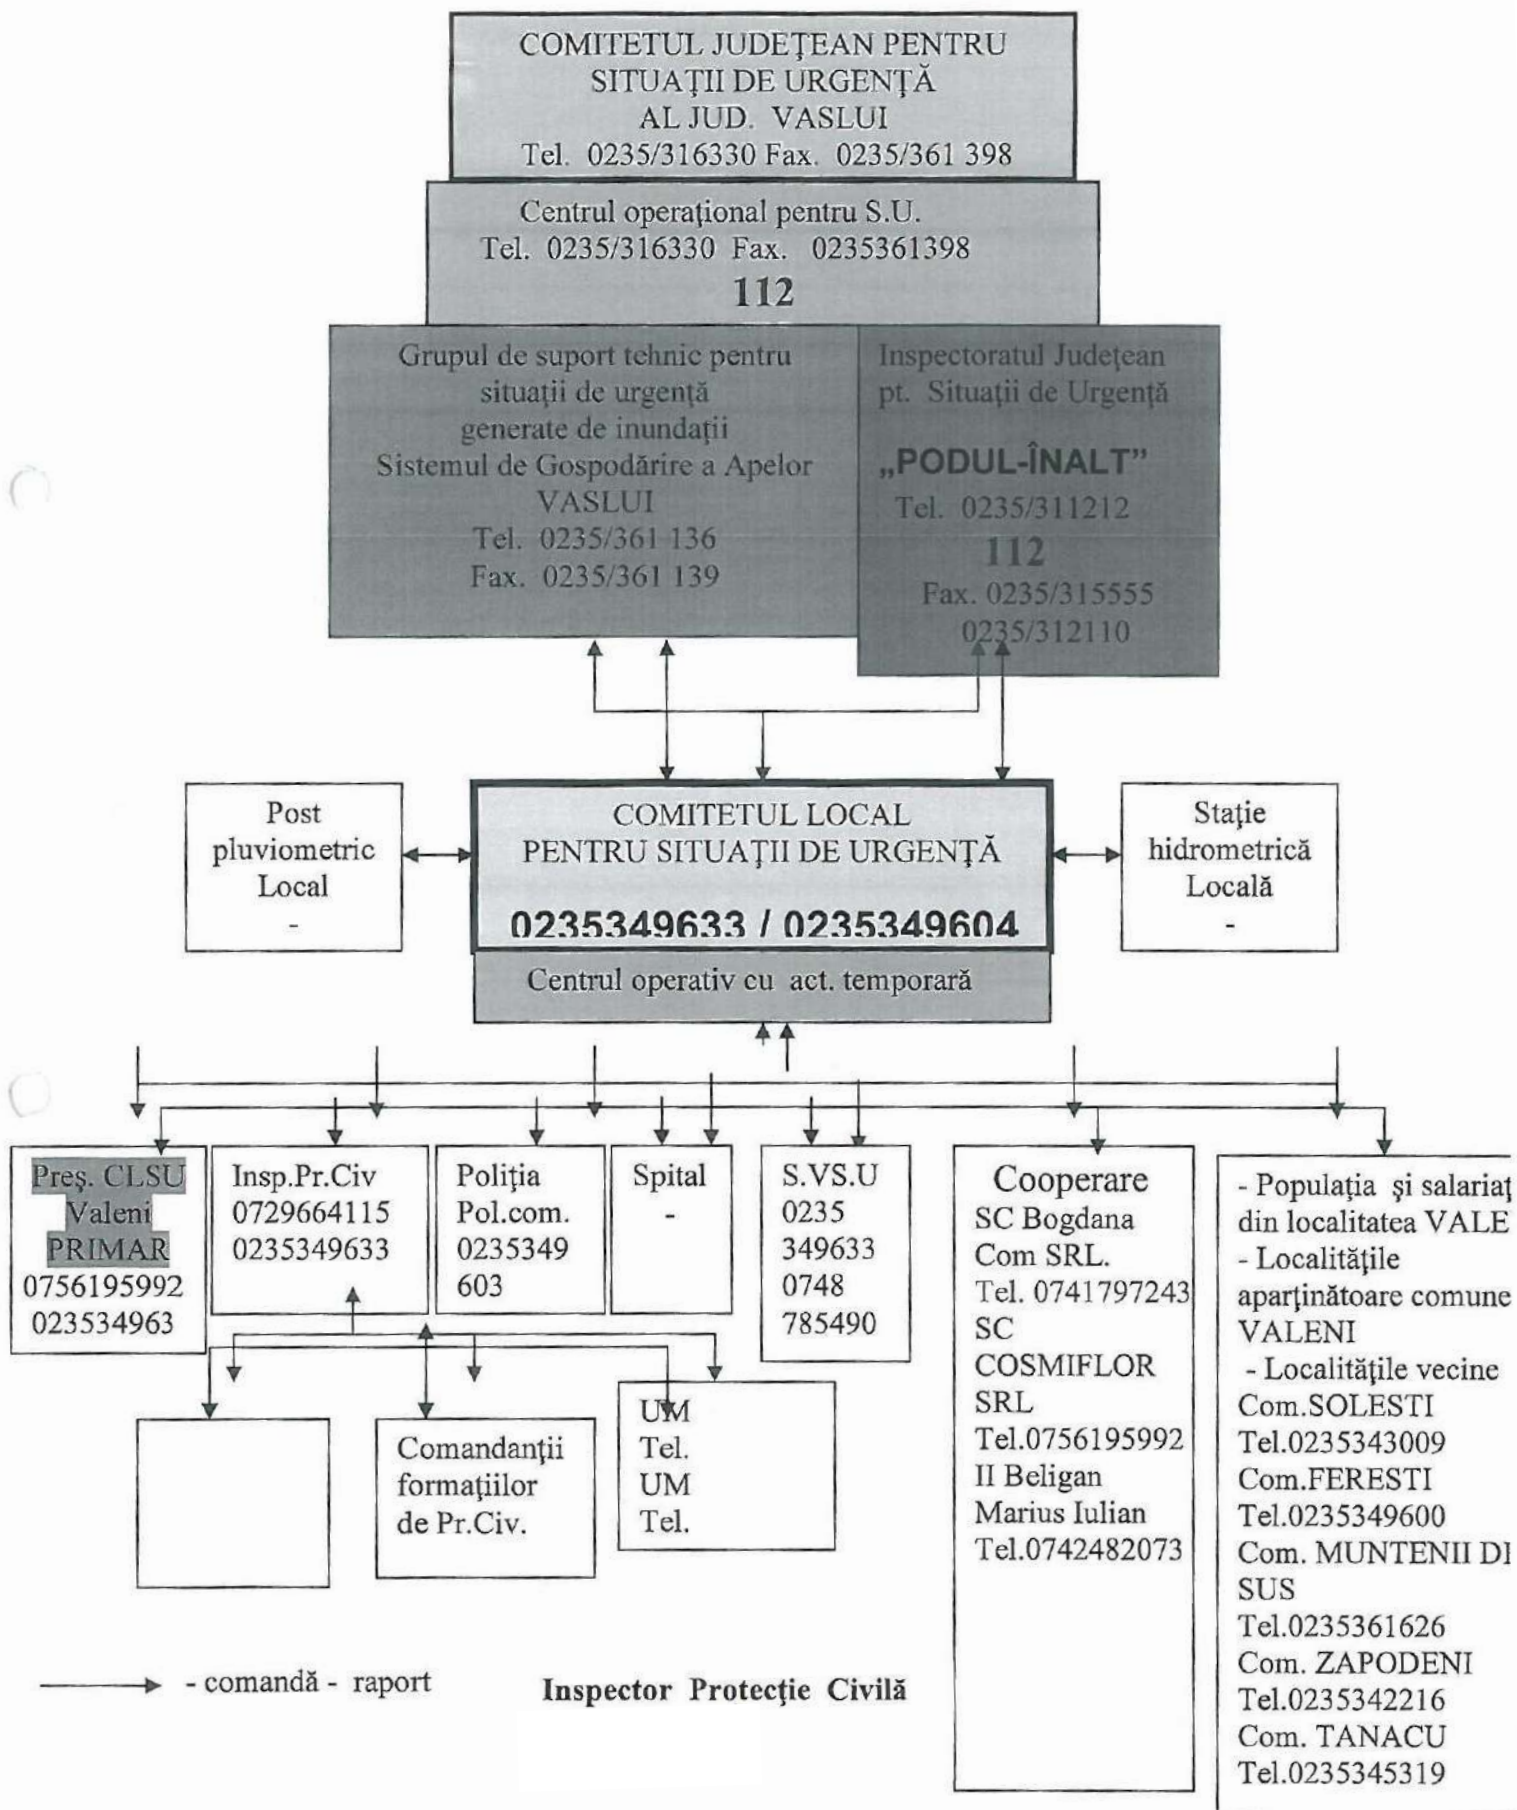 COMITETUL JUDEŢEAN PENTRU
SITUAŢII DE URGENŢĂ
AL JUD. VASLUI
Tel. 0235/316330 Fax. 0235/361 398
Centrul operaţional pentru S.U.
Tel. 0235/316330 Fax. 0235361398
112
Grupul de suport tehnic pentru
situaţii de urgenţă
generate de inundaţii
Sistemul de Gospodărire a Apelor
VASLUI
Tel. 0235/361 136
Fax. 0235/361 139
Inspectoratul Judeţean
pt. Situaţii de Urgenţă
„PODUL-ÎNALT”
Tel. 0235/311212
112
Fax. 0235/315555
0235/312110
Post
pluviometric
Local
-
COMITETUL LOCAL
PENTRU SITUAŢII DE URGENŢĂ
0235349633 / 0235349604
Centrul operativ cu act. temporară
Staţie
hidrometrică
Locală
-
Preş. CLSU
Valeni
PRIMAR
0756195992
023534963
Insp.Pr.Civ
0729664115
0235349633
Poliţia
Pol.com.
0235349
603
Spital
-
S.VS.U
0235
349633
0748
785490
Cooperare
SC Bogdana
Com SRL.
Tel. 0741797243
SC
COSMIFLOR
SRL
Tel.0756195992
II Beligan
Marius Iulian
Tel.0742482073
- Populaţia şi salariaţ
din localitatea VALE
- Localităţile
aparţinătoare comune
VALENI
- Localităţile vecine
Com.SOLESTI
Tel.0235343009
Com.FERESTI
Tel.0235349600
Com. MUNTENII DE
SUS
Tel.0235361626
Com. ZAPODENI
Tel.0235342216
Com. TANACU
Tel.0235345319
Comandanţii
formaţiilor
de Pr.Civ.
UM
Tel.
UM
Tel.
- comandă - raport
Inspector Protecţie Civilă